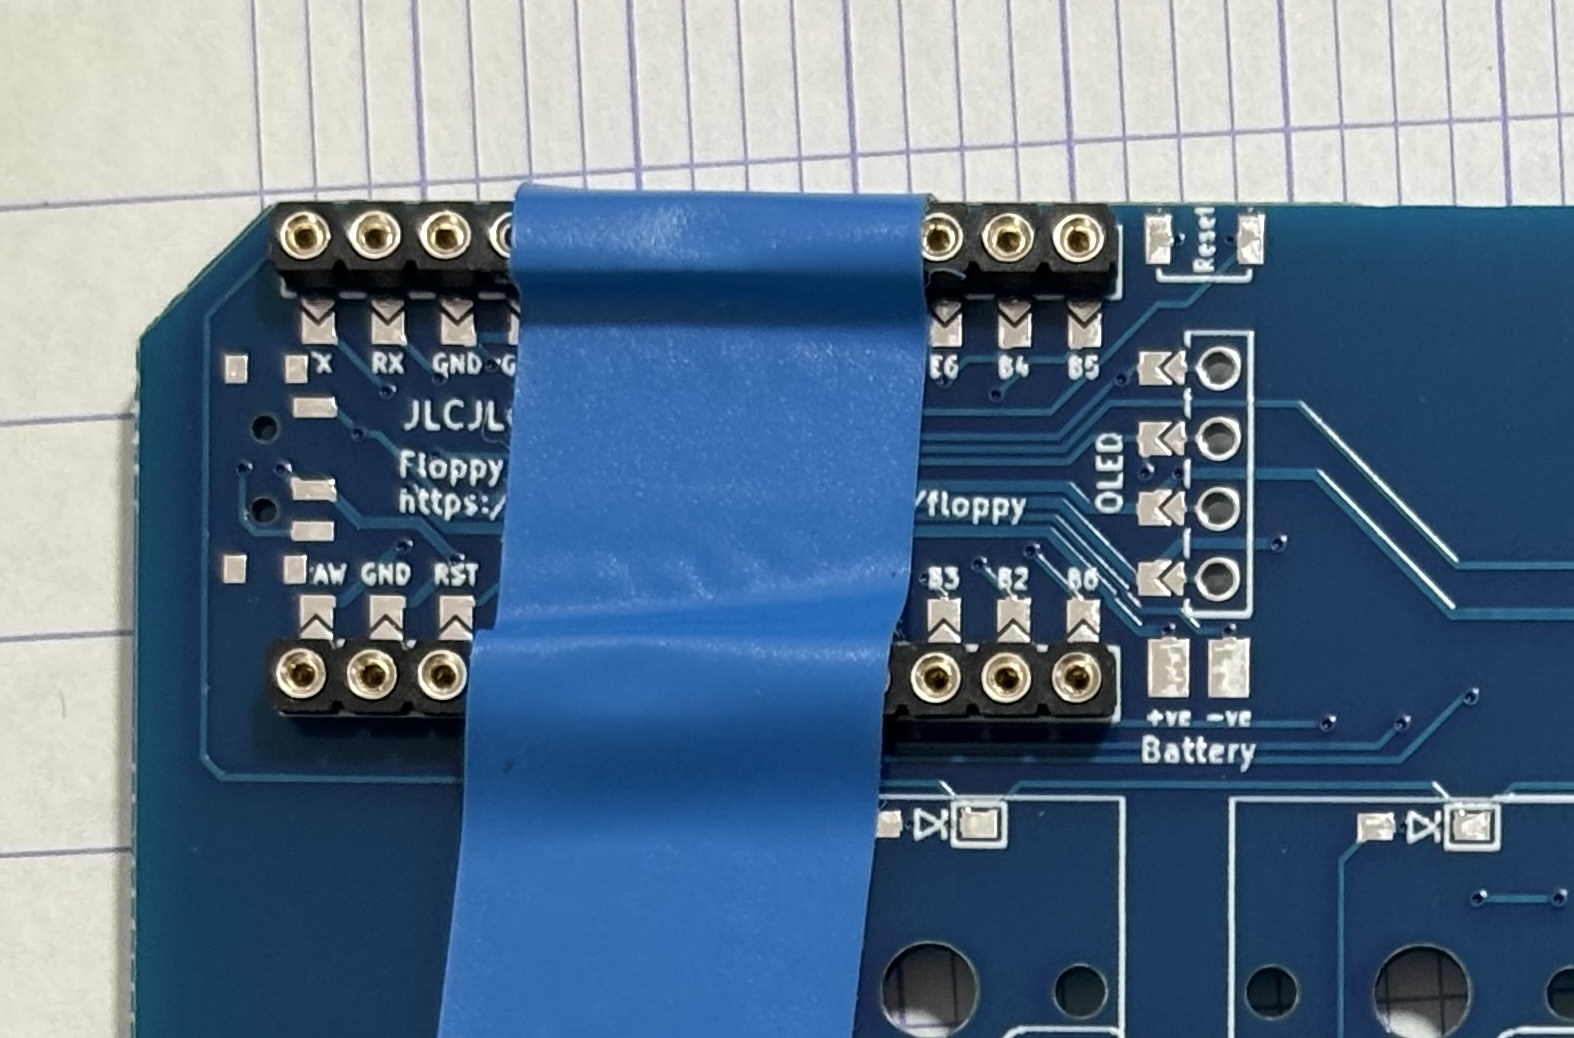 Reset
X RX GND G
E6 B4 B5
JLCJL
Floppy
https:/
/floppy
OLED
AW GND RST
B3 B2 B6
+ve -ve
Battery